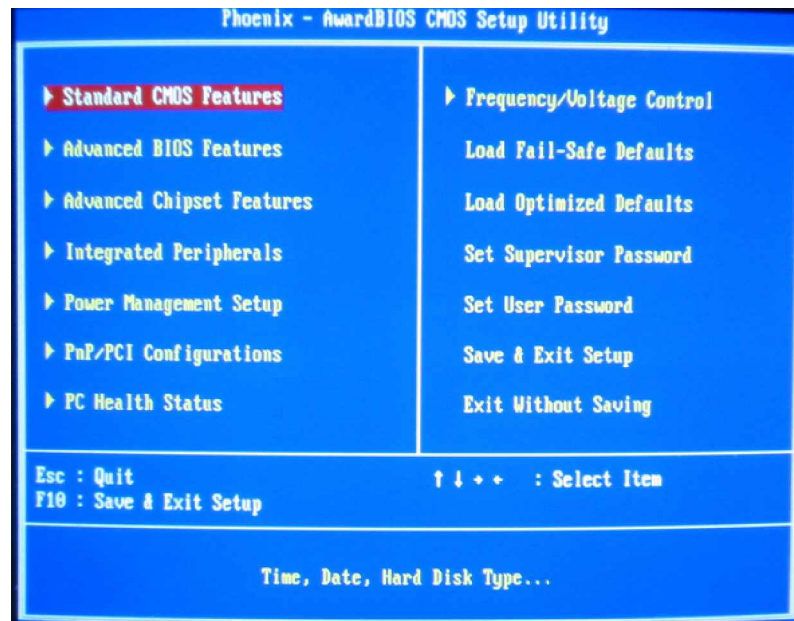 Phoenix - AwardBIOS CMOS Setup Utility
Standard CMOS Features
Advanced BIOS Features
Advanced Chipset Features
Integrated Peripherals
Power Management Setup
PnP/PCI Configurations
PC Health Status
Frequency/Voltage Control
Load Fail-Safe Defaults
Load Optimized Defaults
Set Supervisor Password
Set User Password
Save & Exit Setup
Exit Without Saving
Esc : Quit
F10 : Save & Exit Setup
↑ ↓ → ← : Select Item
Time, Date, Hard Disk Type...